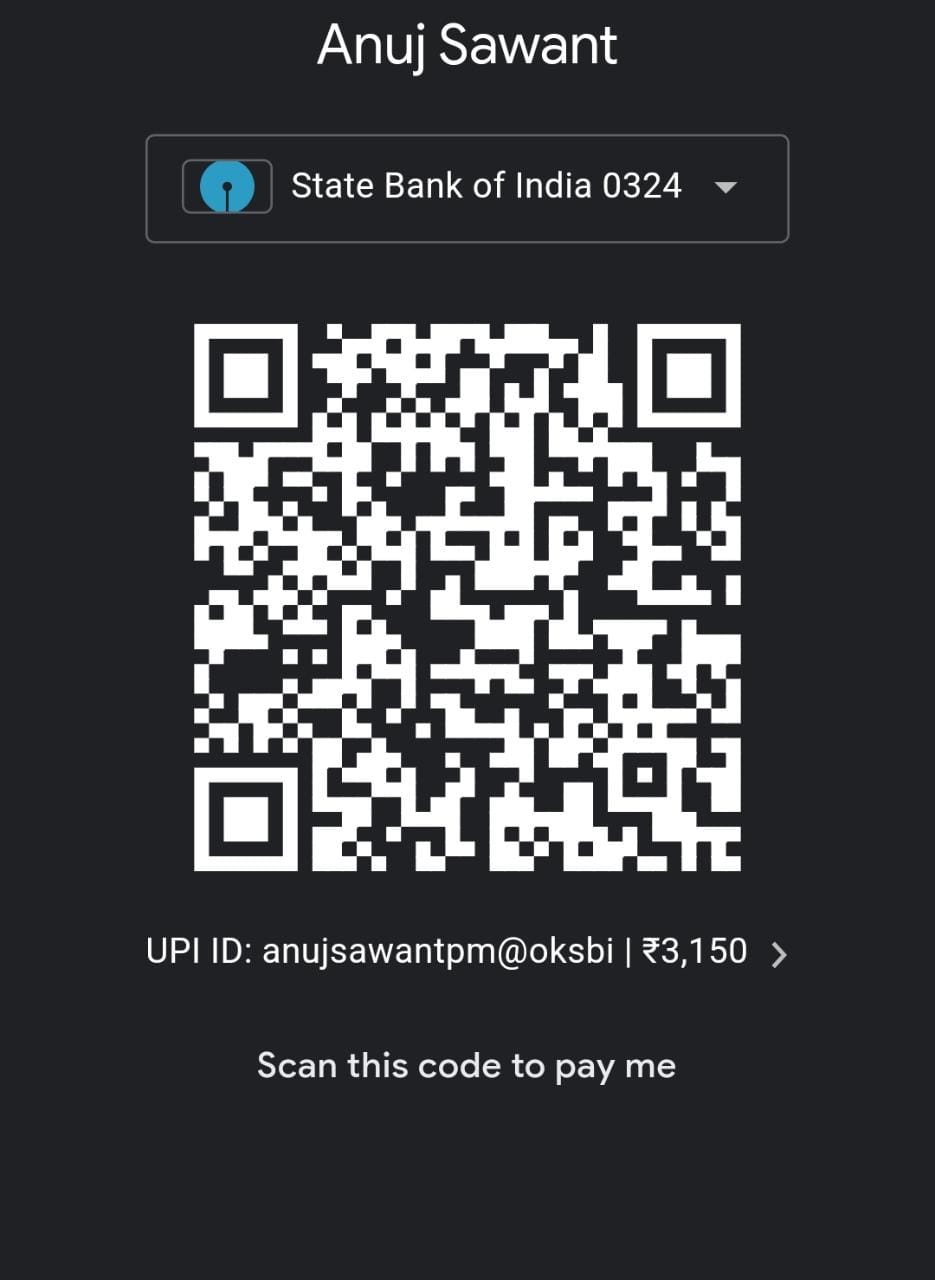 Anuj Sawant
State Bank of India 0324
UPI ID: anujsawantpm@oksbi | ₹3,150
Scan this code to pay me